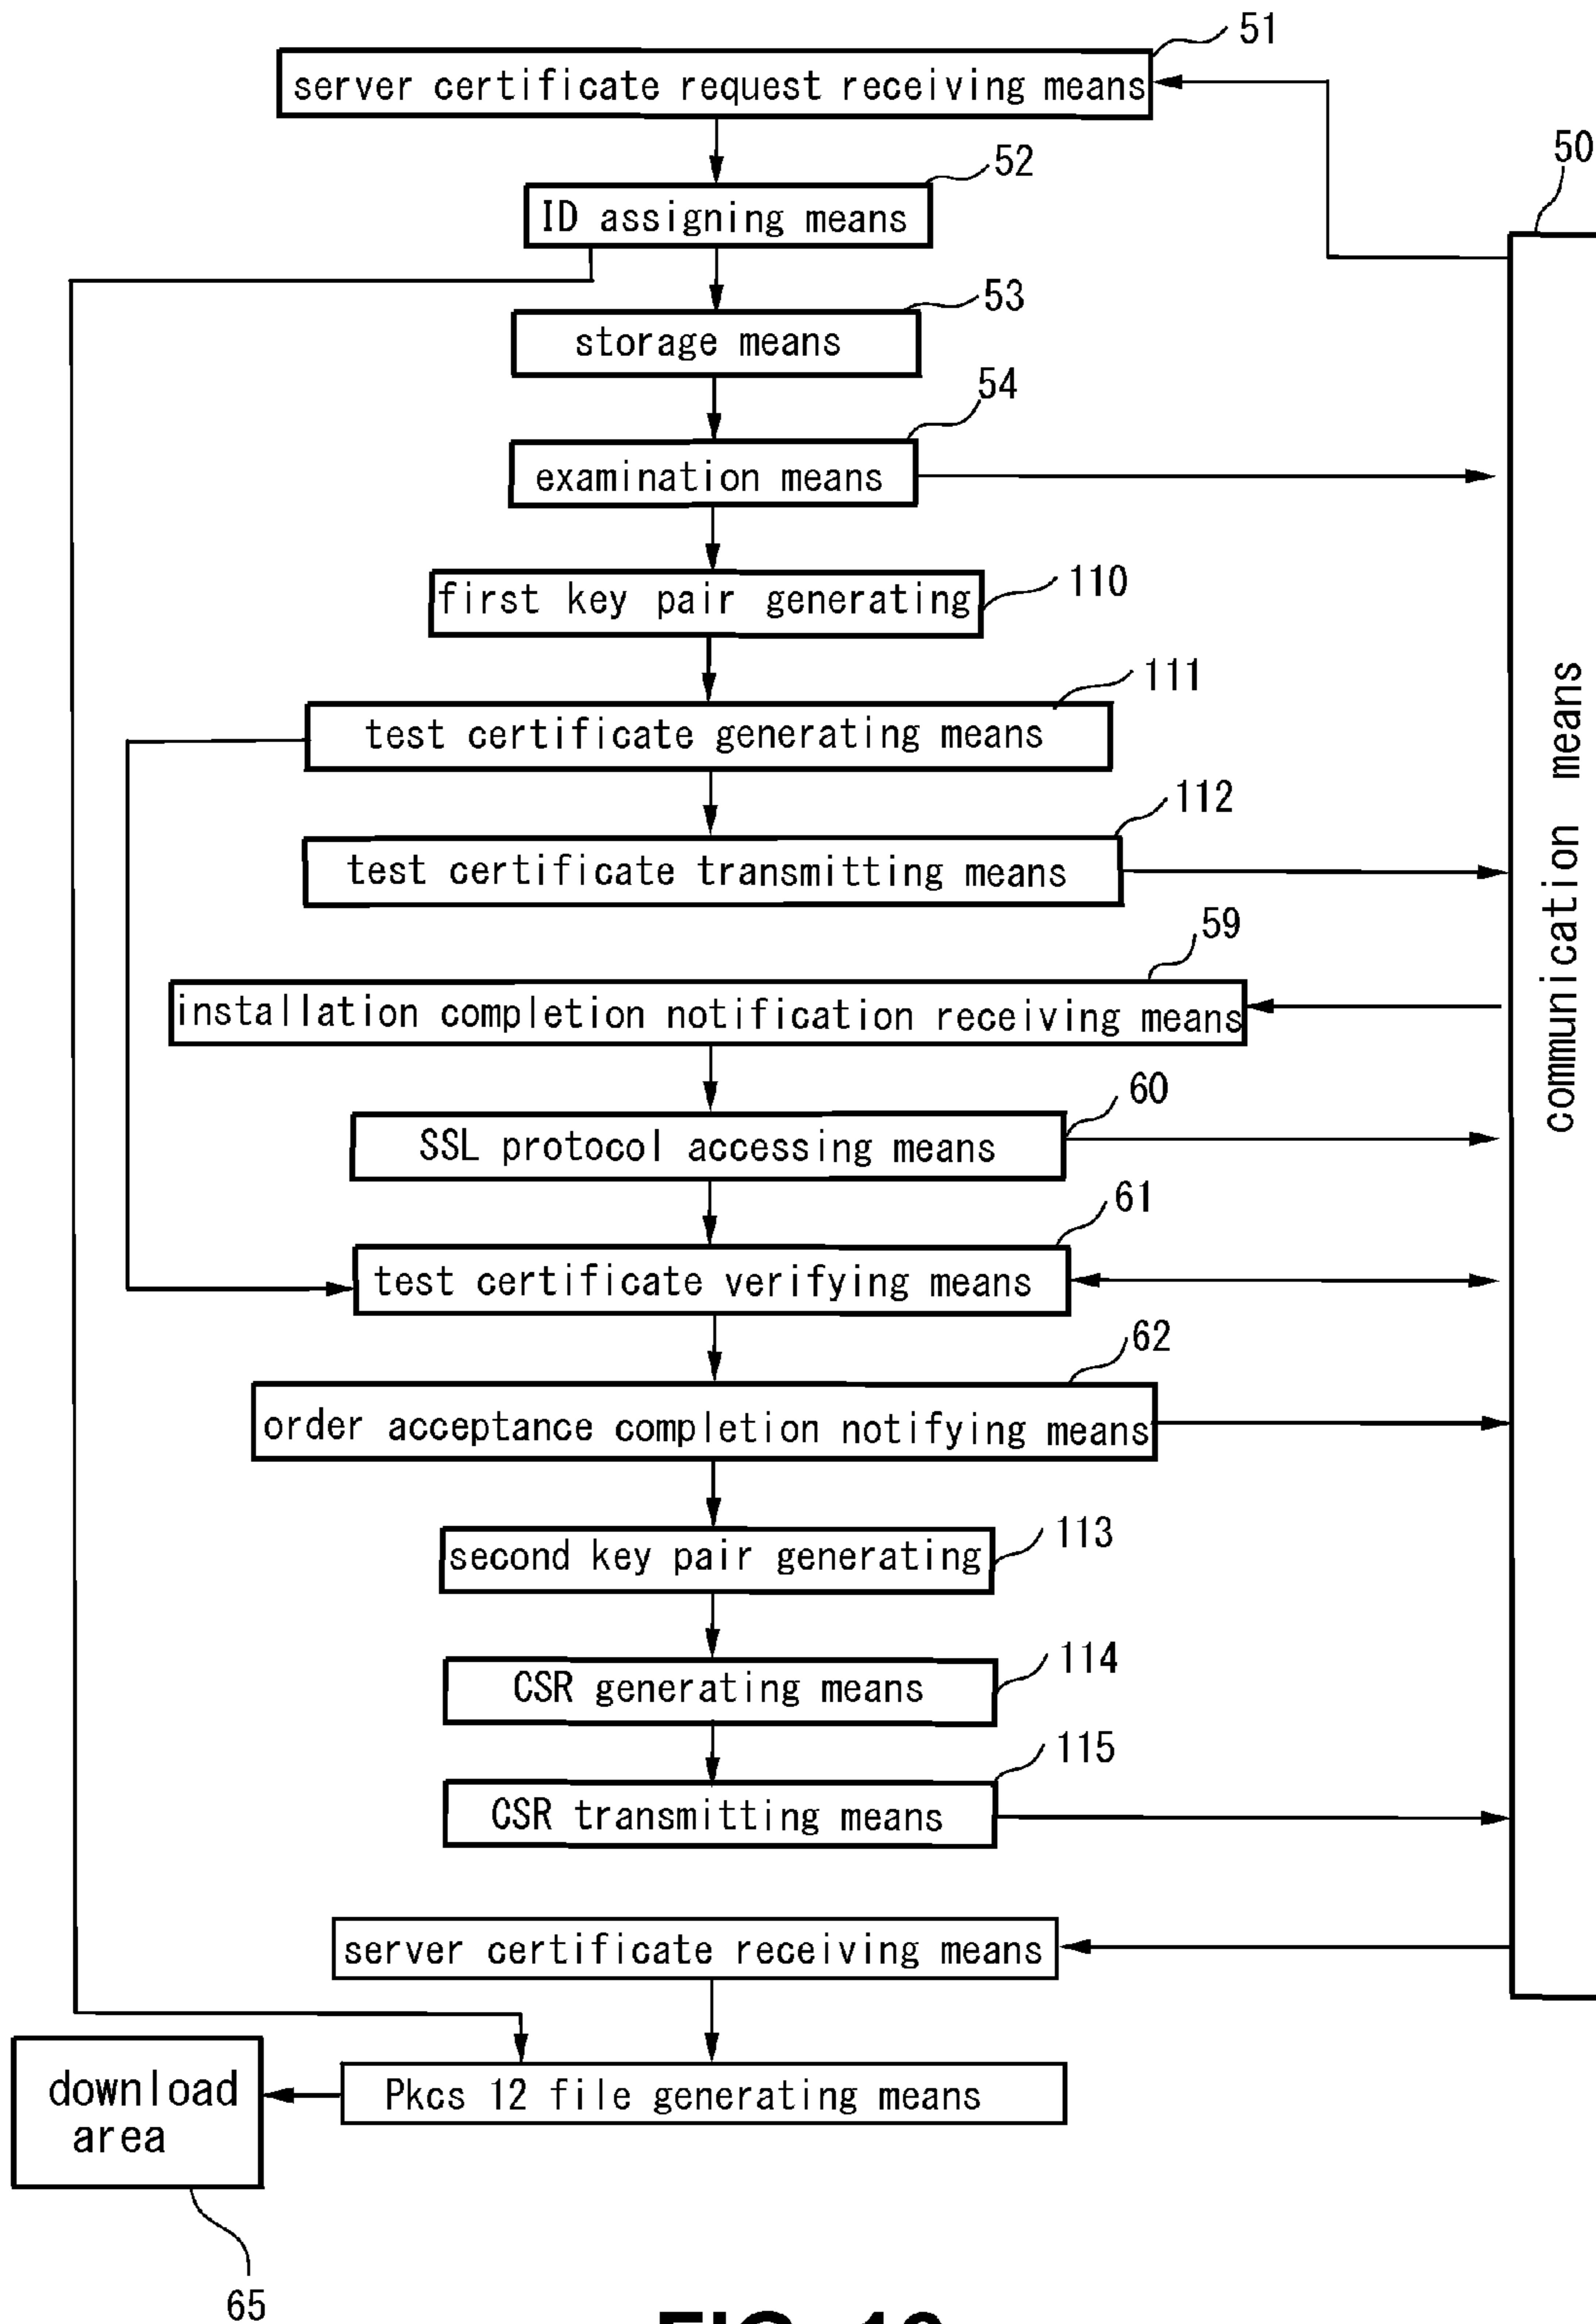 51
server certificate request receiving means
50
52
ID assigning means
53
storage means
54
examination means
110
first key pair generating
111
test certificate generating means
communication means
112
test certificate transmitting means
59
installation completion notification receiving means
60
SSL protocol accessing means
61
test certificate verifying means
62
order acceptance completion notifying means
113
second key pair generating
114
CSR generating means
115
CSR transmitting means
server certificate receiving means
download
area
Pkcs 12 file generating means
65